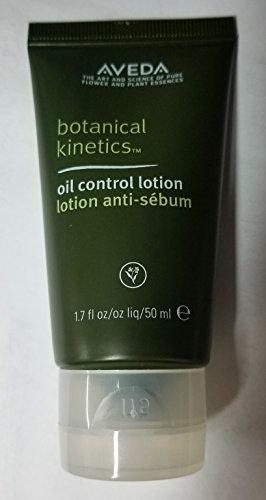 AVEDA
THE ART AND SCIENCE OF PURE
FLOWER AND PLANT ESSENCES
botanical
kinetics™
oil control lotion
lotion anti-sébum
1.7 fl oz/oz liq/50 ml ℮